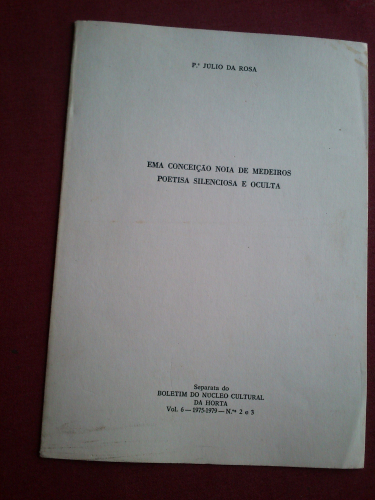 P.ᵉ JULIO DA ROSA
EMA CONCEIÇÃO NOIA DE MEDEIROS
POETISA SILENCIOSA E OCULTA
Separata do
BOLETIM DO NUCLEO CULTURAL
DA HORTA
Vol. 6 — 1975-1979 — N.ᵒˢ 2 e 3